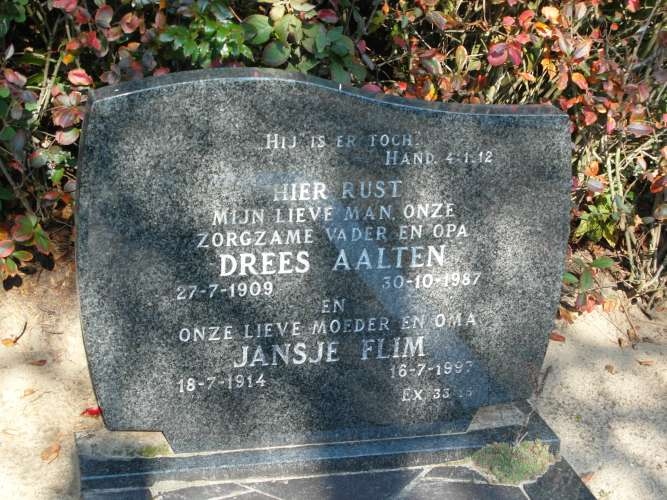 HIJ IS ER TOCH.
HAND. 4:1.12
HIER RUST
MIJN LIEVE MAN, ONZE
ZORGZAME VADER EN OPA
DREES AALTEN
27-7-1909 30-10-1987
EN
ONZE LIEVE MOEDER EN OMA
JANSJE FLIM
18-7-1914 16-7-1997
EX. 33